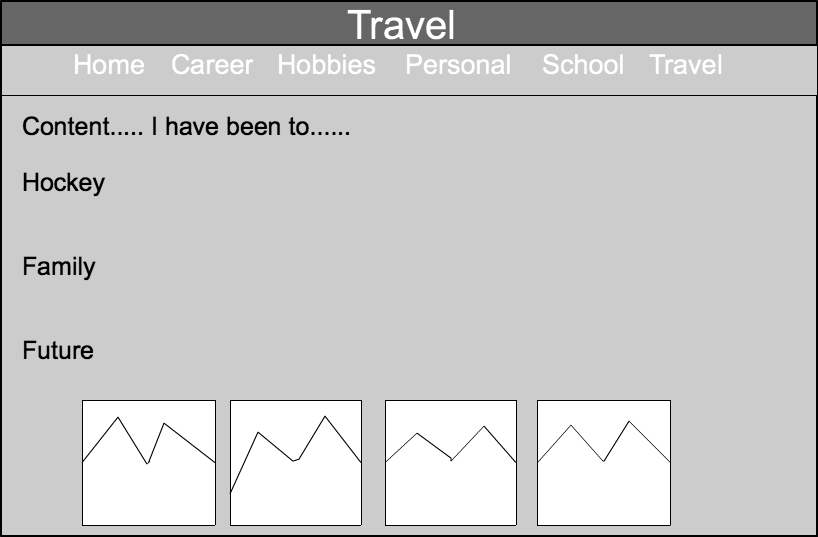 Travel
Home Career Hobbies Personal School Travel
Content..... I have been to......
Hockey
Family
Future